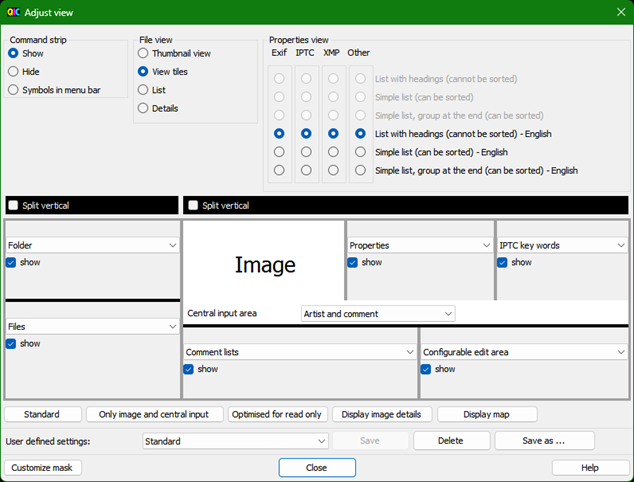 QIC Adjust view
Command strip
Show
Hide
Symbols in menu bar
File view
Thumbnail view
View tiles
List
Details
Properties view
Exif IPTC XMP Other
List with headings (cannot be sorted)
Simple list (can be sorted)
Simple list, group at the end (can be sorted)
List with headings (cannot be sorted) - English
Simple list (can be sorted) - English
Simple list, group at the end (can be sorted) - English
Split vertical
Split vertical
Folder
show
Files
show
Image
Properties
show
IPTC key words
show
Central input area Artist and comment
Comment lists
show
Configurable edit area
show
Standard Only image and central input Optimised for read only Display image details Display map
User defined settings: Standard Save Delete Save as ...
Customize mask Close Help